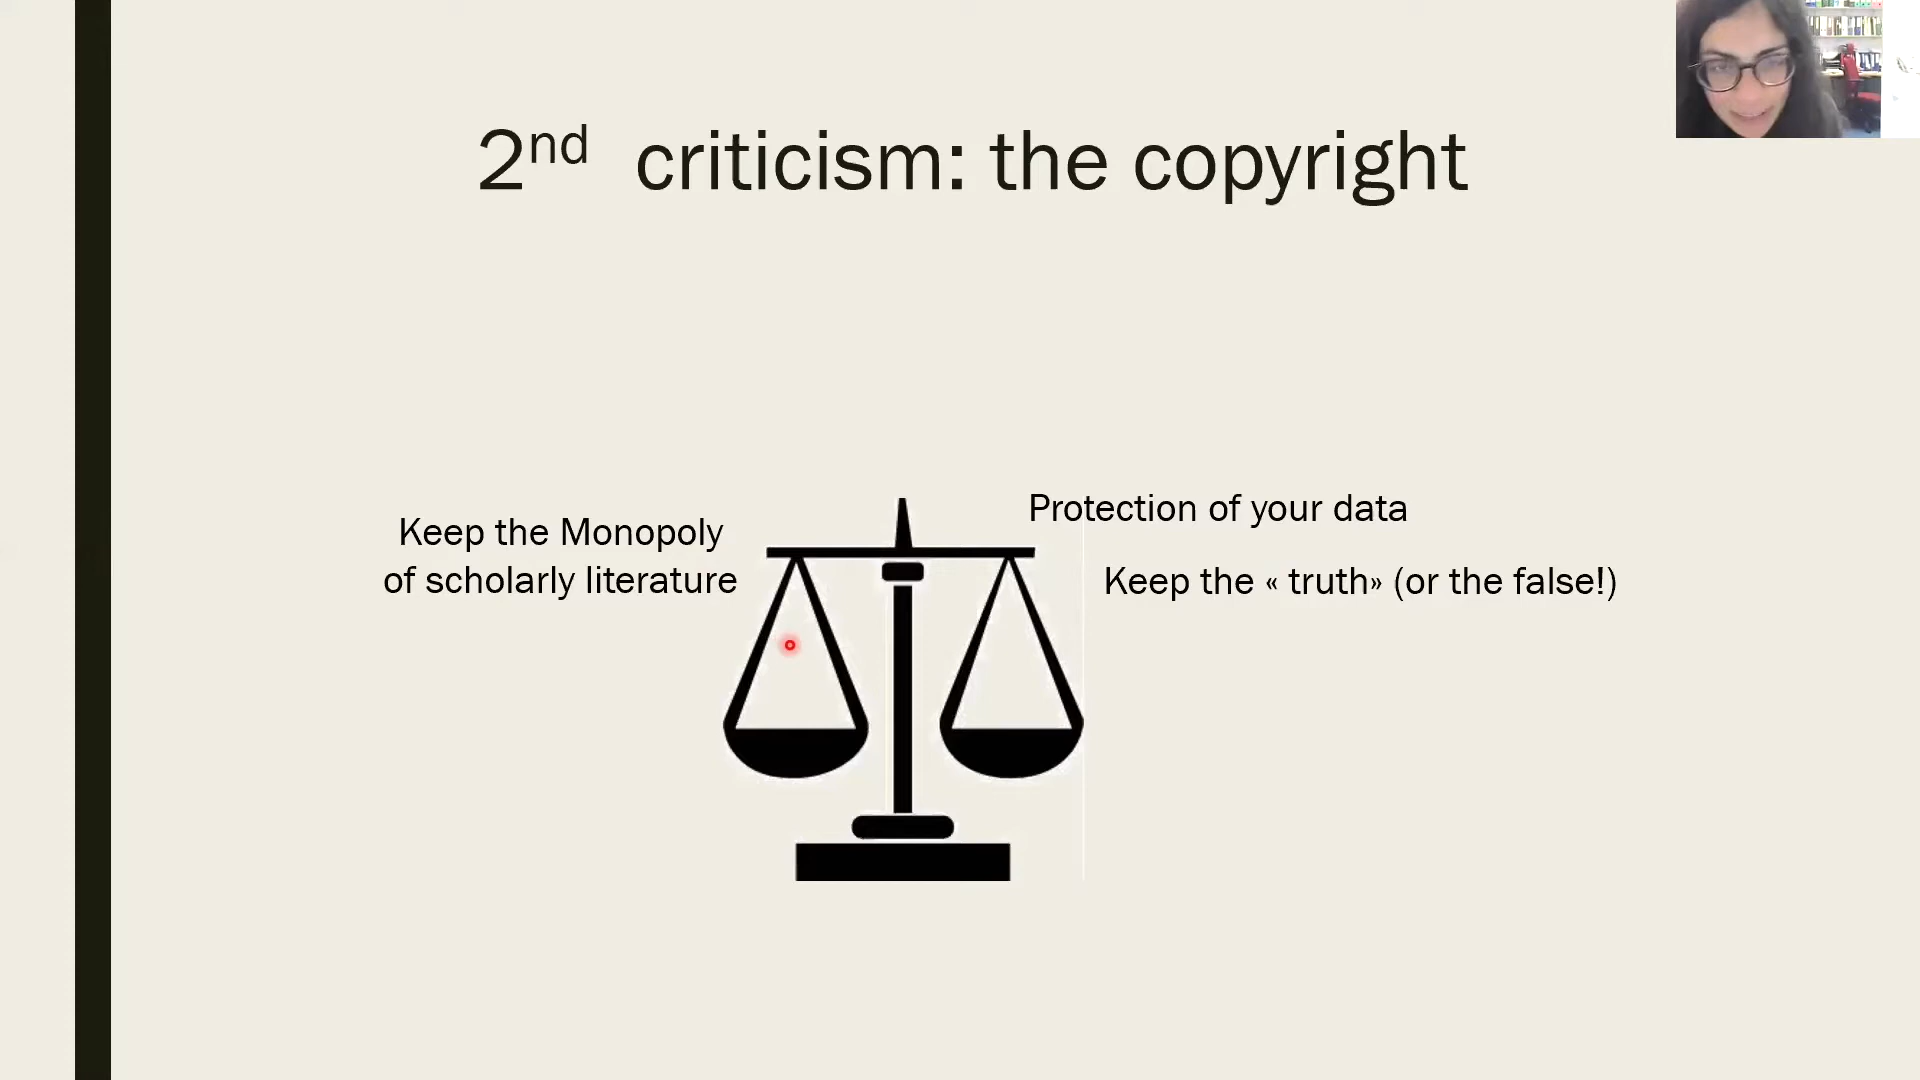 2nd criticism: the copyright
Keep the Monopoly
of scholarly literature
Protection of your data
Keep the « truth» (or the false!)